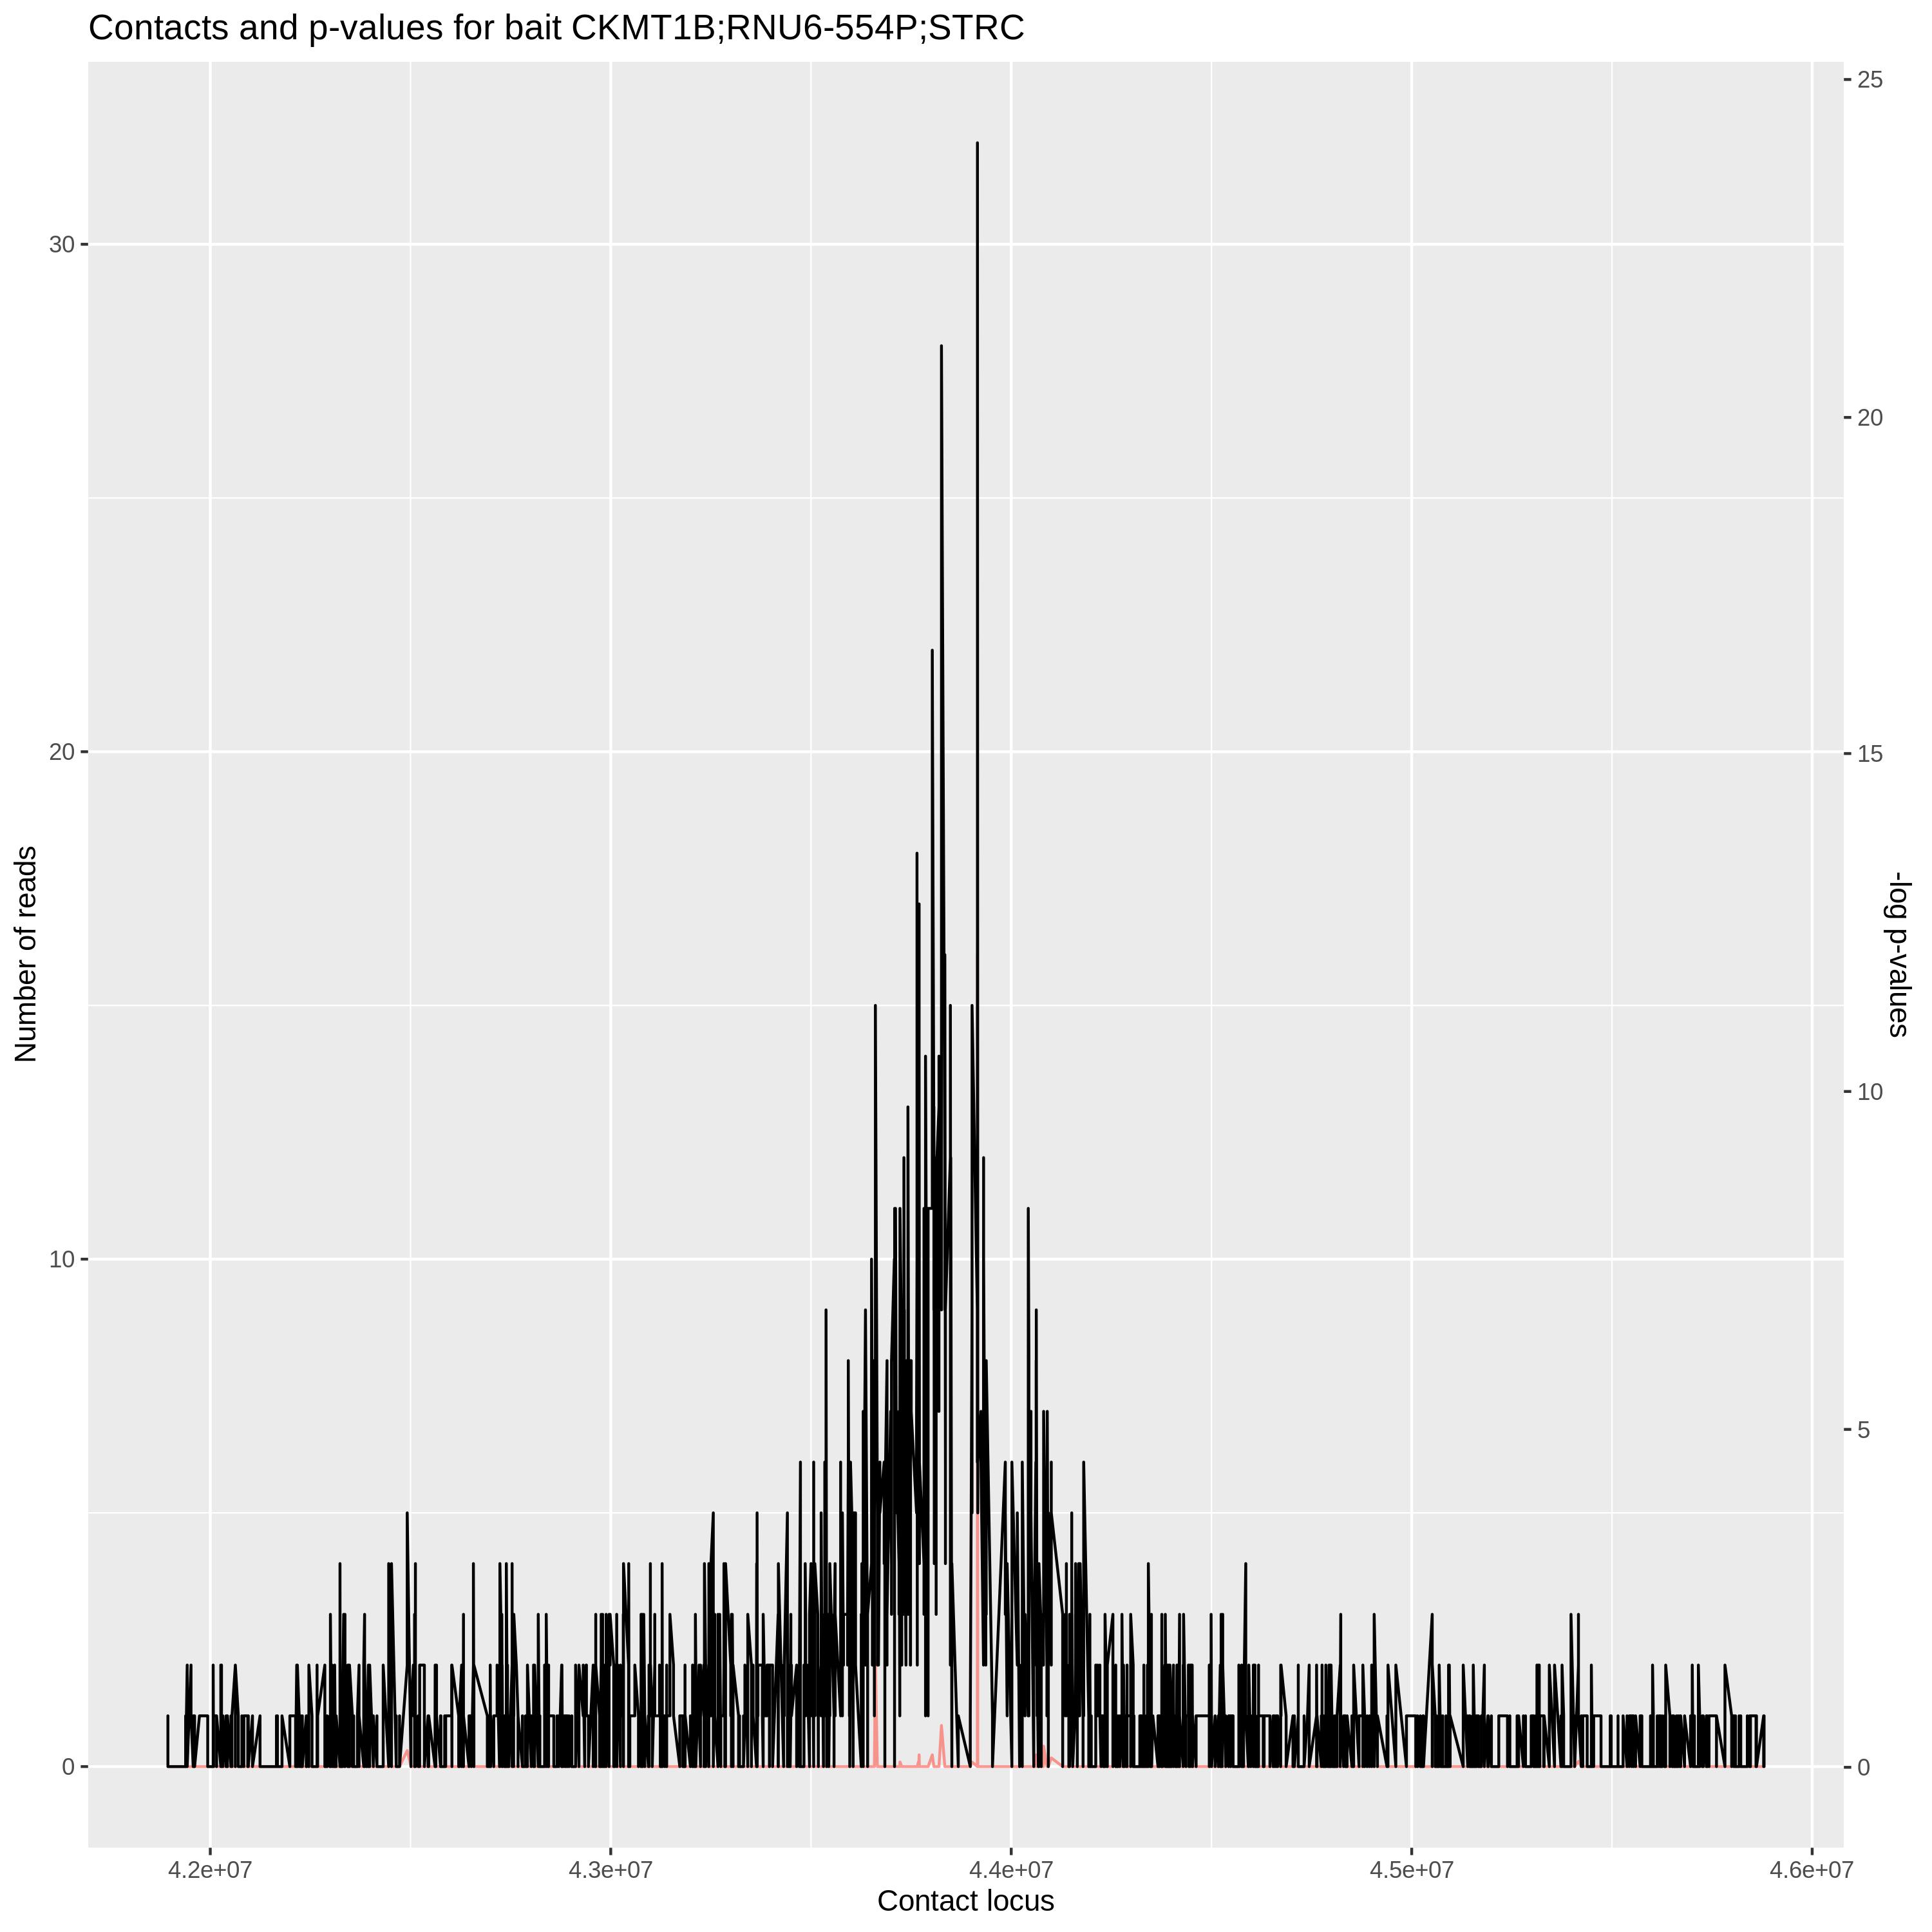 Contacts and p-values for bait CKMT1B;RNU6-554P;STRC
25
30
20
20
15
10
10
5
0
0
Number of reads
-log p-values
4.2e+07 4.3e+07 4.4e+07 4.5e+07 4.6e+07
Contact locus